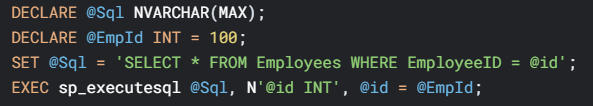 DECLARE @Sql NVARCHAR(MAX);
DECLARE @EmpId INT = 100;
SET @Sql = 'SELECT * FROM Employees WHERE EmployeeID = @id';
EXEC sp_executesql @Sql, N'@id INT', @id = @EmpId;